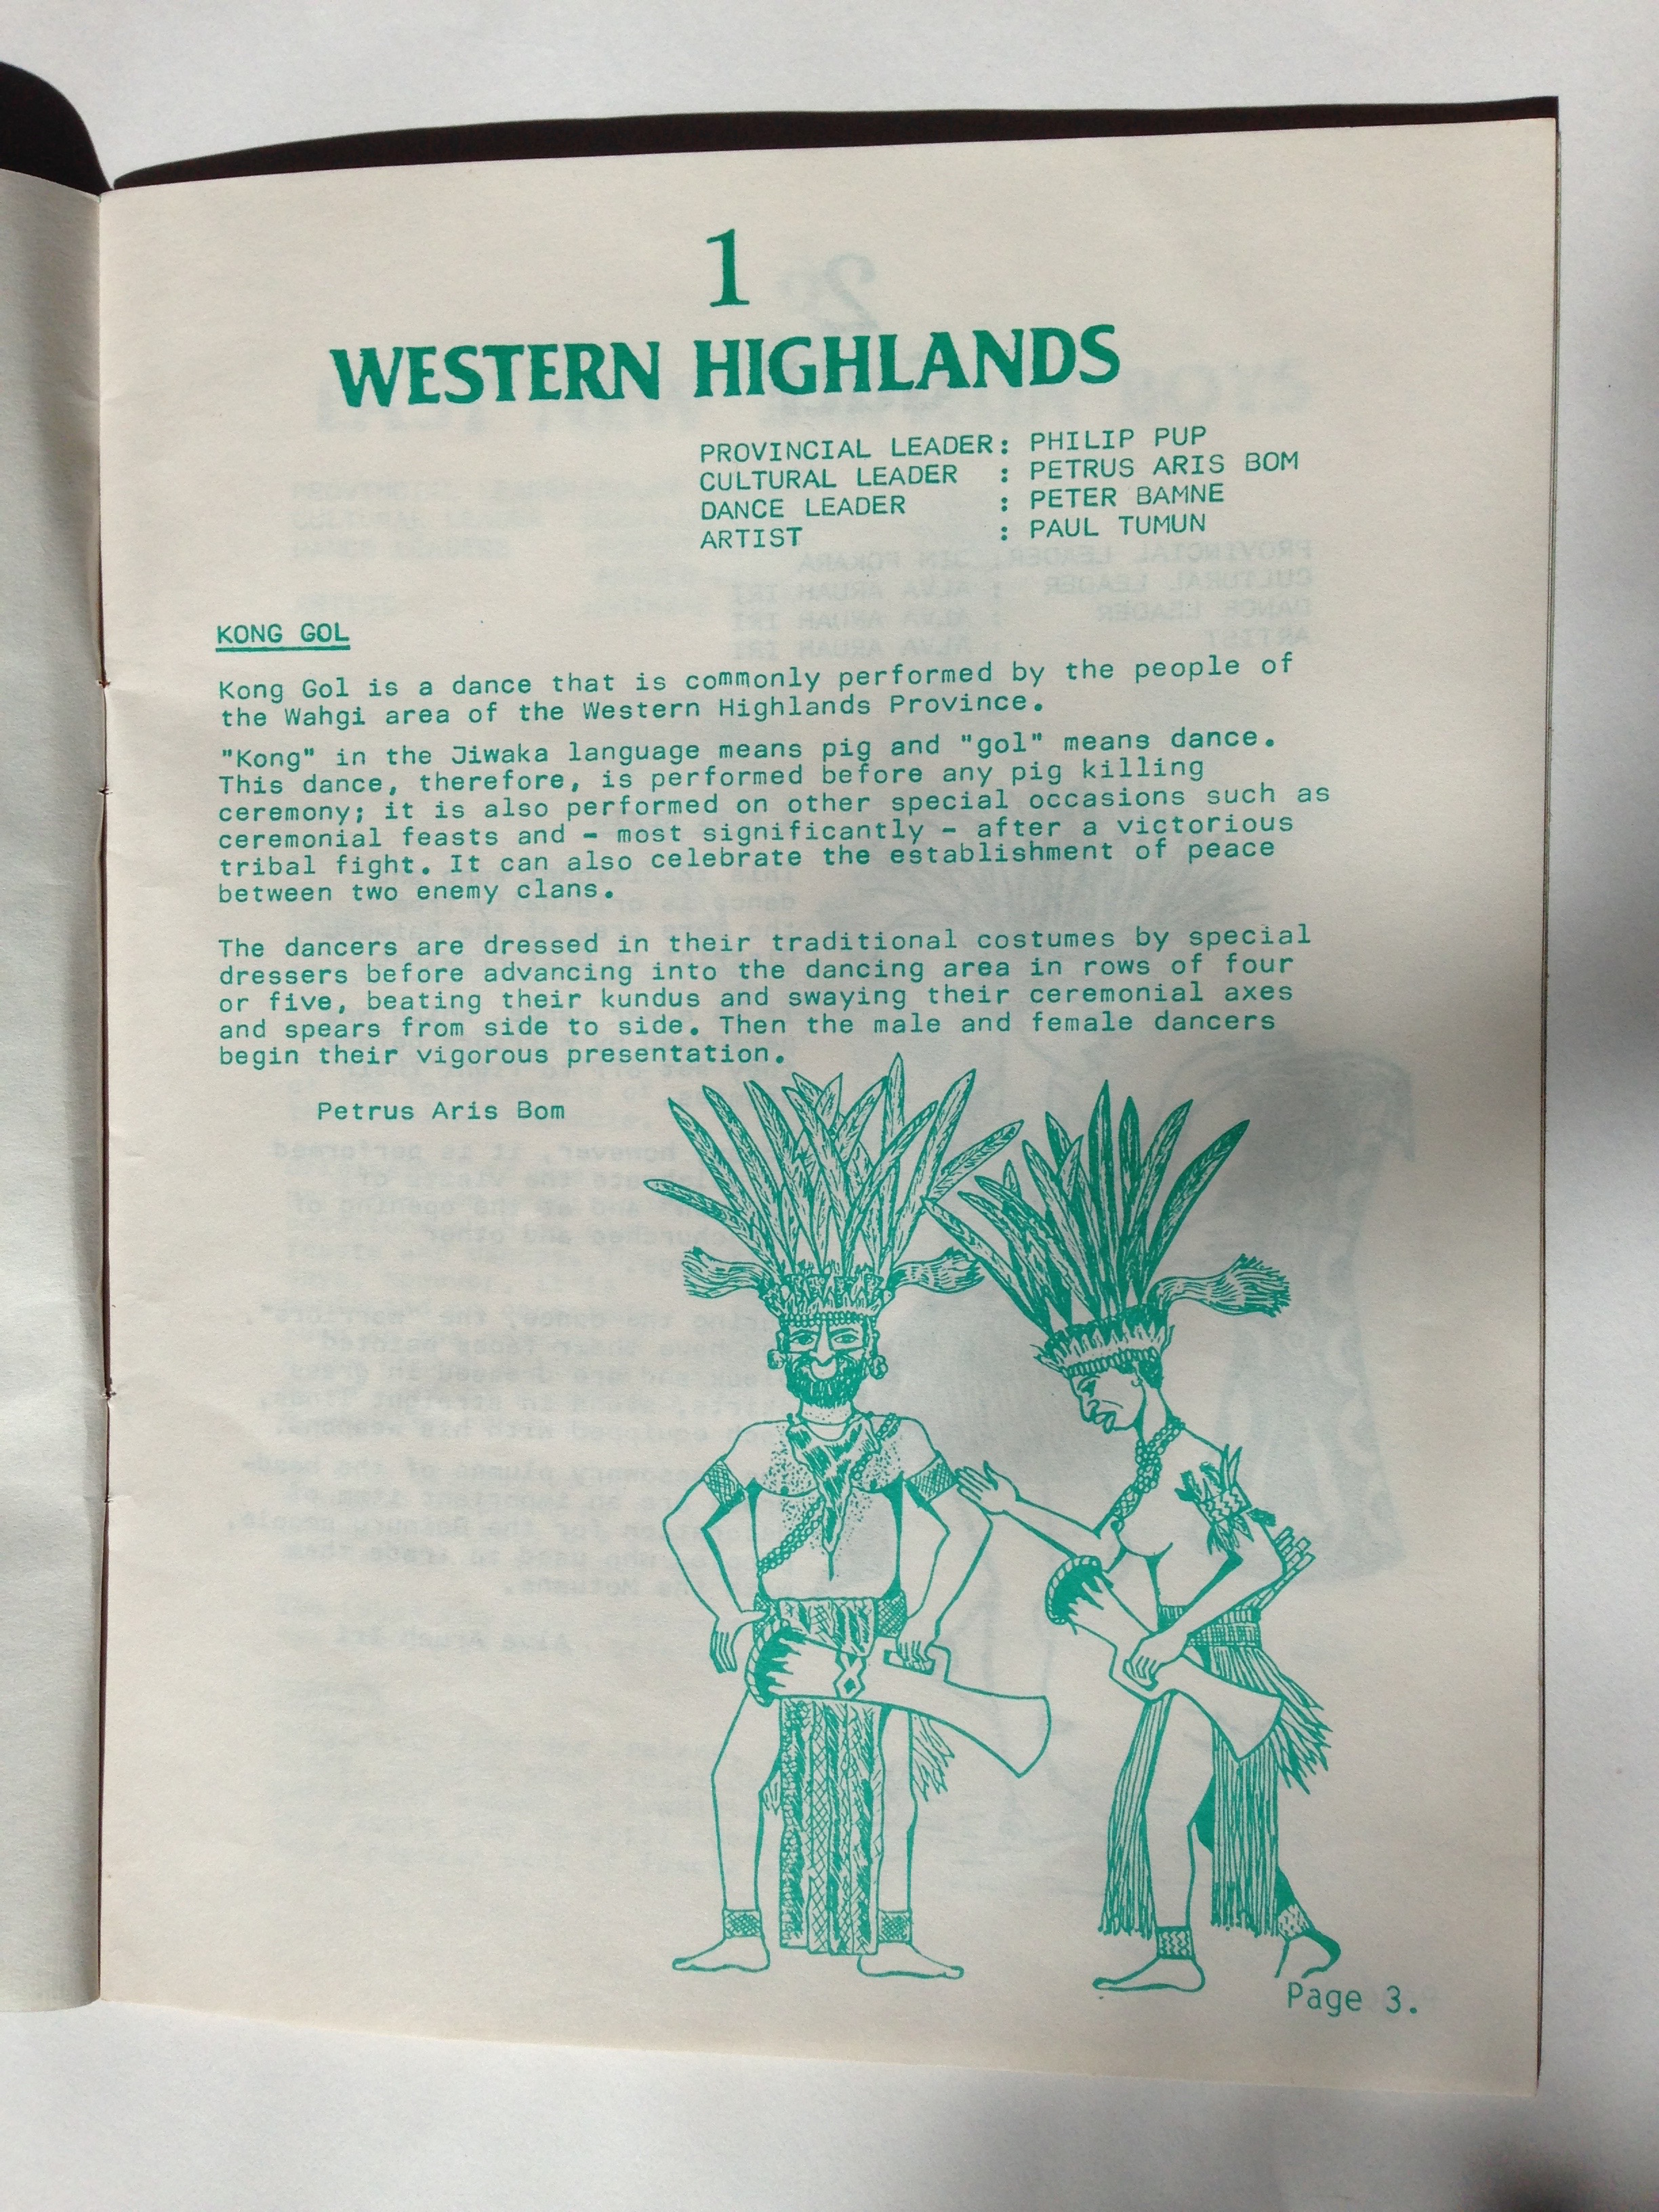 1
WESTERN HIGHLANDS
PROVINCIAL LEADER: PHILIP PUP
CULTURAL LEADER : PETRUS ARIS BOM
DANCE LEADER : PETER BAMNE
ARTIST : PAUL TUMUN
KONG GOL
Kong Gol is a dance that is commonly performed by the people of
the Wahgi area of the Western Highlands Province.
"Kong" in the Jiwaka language means pig and "gol" means dance.
This dance, therefore, is performed before any pig killing
ceremony; it is also performed on other special occasions such as
ceremonial feasts and - most significantly - after a victorious
tribal fight. It can also celebrate the establishment of peace
between two enemy clans.
The dancers are dressed in their traditional costumes by special
dressers before advancing into the dancing area in rows of four
or five, beating their kundus and swaying their ceremonial axes
and spears from side to side. Then the male and female dancers
begin their vigorous presentation.
Petrus Aris Bom
Page 3.